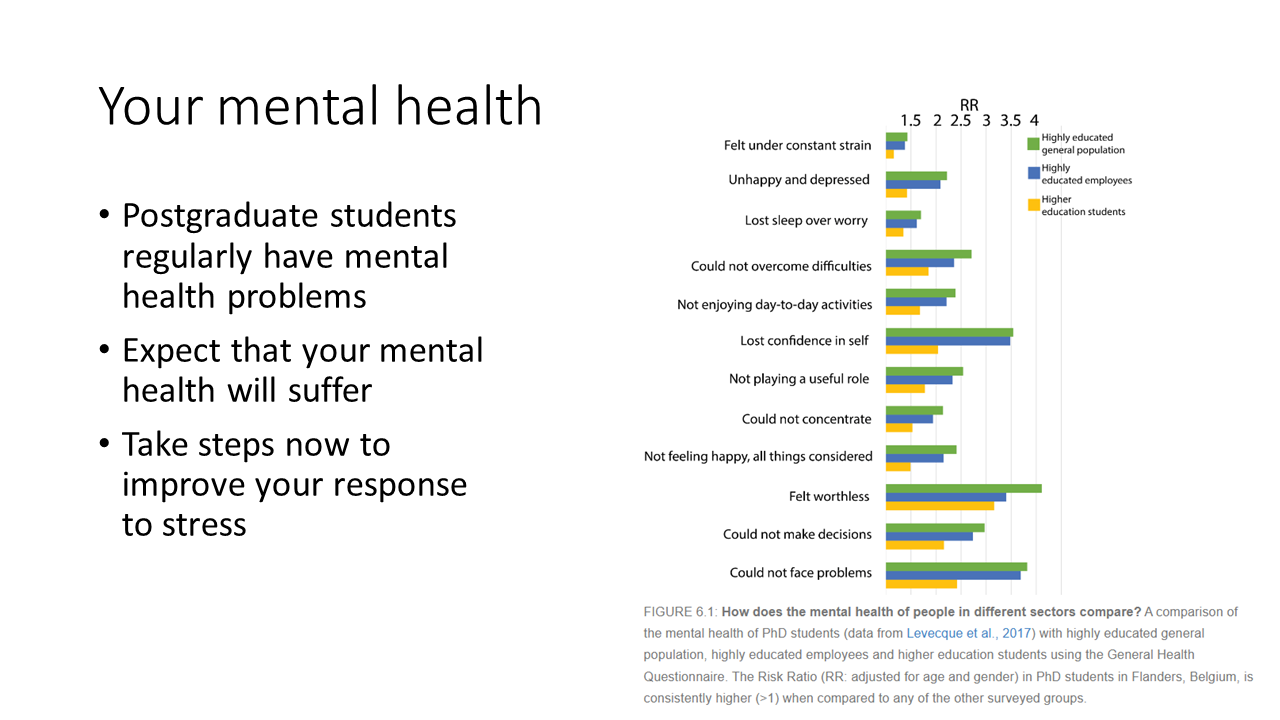 Your mental health
• Postgraduate students
regularly have mental
health problems
• Expect that your mental
health will suffer
• Take steps now to
improve your response
to stress
RR
1.5 2 2.5 3 3.5 4
Highly educated
general population
Highly
educated employees
Higher
education students
Felt under constant strain
Unhappy and depressed
Lost sleep over worry
Could not overcome difficulties
Not enjoying day-to-day activities
Lost confidence in self
Not playing a useful role
Could not concentrate
Not feeling happy, all things considered
Felt worthless
Could not make decisions
Could not face problems
FIGURE 6.1: How does the mental health of people in different sectors compare? A comparison of
the mental health of PhD students (data from Levecque et al., 2017) with highly educated general
population, highly educated employees and higher education students using the General Health
Questionnaire. The Risk Ratio (RR: adjusted for age and gender) in PhD students in Flanders, Belgium, is
consistently higher (>1) when compared to any of the other surveyed groups.